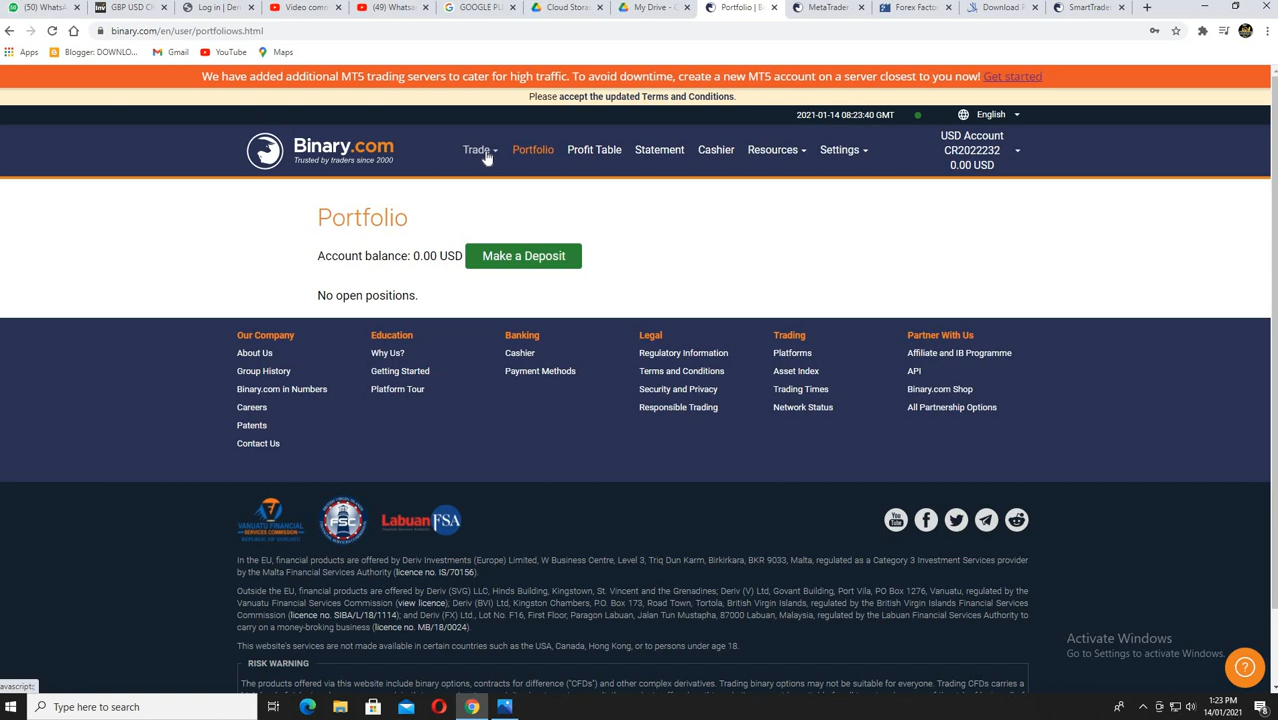 (50) WhatsA
GBP USD Ch
Log in | Der
Video comm
(49) Whatsa
GOOGLE PL
Cloud Storas
My Drive - G
Portfolio | B
MetaTrader
Forex Facto
Download P
SmartTrade
binary.com/en/user/portfoliows.html
Apps
Blogger: DOWNLO...
Gmail
YouTube
Maps
We have added additional MT5 trading servers to cater for high traffic. To avoid downtime, create a new MT5 account on a server closest to you now! Get started
Please accept the updated Terms and Conditions.
2021-01-14 08:23:40 GMT
English
Binary.com
Trusted by traders since 2000
Trade
Portfolio
Profit Table
Statement
Cashier
Resources
Settings
USD Account
CR2022232
0.00 USD
Portfolio
Account balance: 0.00 USD
Make a Deposit
No open positions.
Our Company
About Us
Group History
Binary.com in Numbers
Careers
Patents
Contact Us
Education
Why Us?
Getting Started
Platform Tour
Banking
Cashier
Payment Methods
Legal
Regulatory Information
Terms and Conditions
Security and Privacy
Responsible Trading
Trading
Platforms
Asset Index
Trading Times
Network Status
Partner With Us
Affiliate and IB Programme
API
Binary.com Shop
All Partnership Options
VANUATU FINANCIAL
SERVICES COMMISSION
FSC
Labuan FSA
In the EU, financial products are offered by Deriv Investments (Europe) Limited, W Business Centre, Level 3, Triq Dun Karm, Birkirkara, BKR 9033, Malta, regulated as a Category 3 Investment Services provider
by the Malta Financial Services Authority (licence no. IS/70156).
Outside the EU, financial products are offered by Deriv (SVG) LLC, Hinds Building, Kingstown, St. Vincent and the Grenadines; Deriv (V) Ltd, Govant Building, Port Vila, PO Box 1276, Vanuatu, regulated by the
Vanuatu Financial Services Commission (view licence); Deriv (BVI) Ltd, Kingston Chambers, P.O. Box 173, Road Town, Tortola, British Virgin Islands, regulated by the British Virgin Islands Financial Services
Commission (licence no. SIBA/L/18/1114); and Deriv (FX) Ltd., Lot No. F16, First Floor, Paragon Labuan, Jalan Tun Mustapha, 87000 Labuan, Malaysia, regulated by the Labuan Financial Services Authority to
carry on a money-broking business (licence no. MB/18/0024).
This website's services are not made available in certain countries such as the USA, Canada, Hong Kong, or to persons under age 18.
RISK WARNING
The products offered via this website include binary options, contracts for difference ("CFDs") and other complex derivatives. Trading binary options may not be suitable for everyone. Trading CFDs carries a
Activate Windows
Go to Settings to activate Windows.
javascript:;
Type here to search
1:23 PM
14/01/2021
8